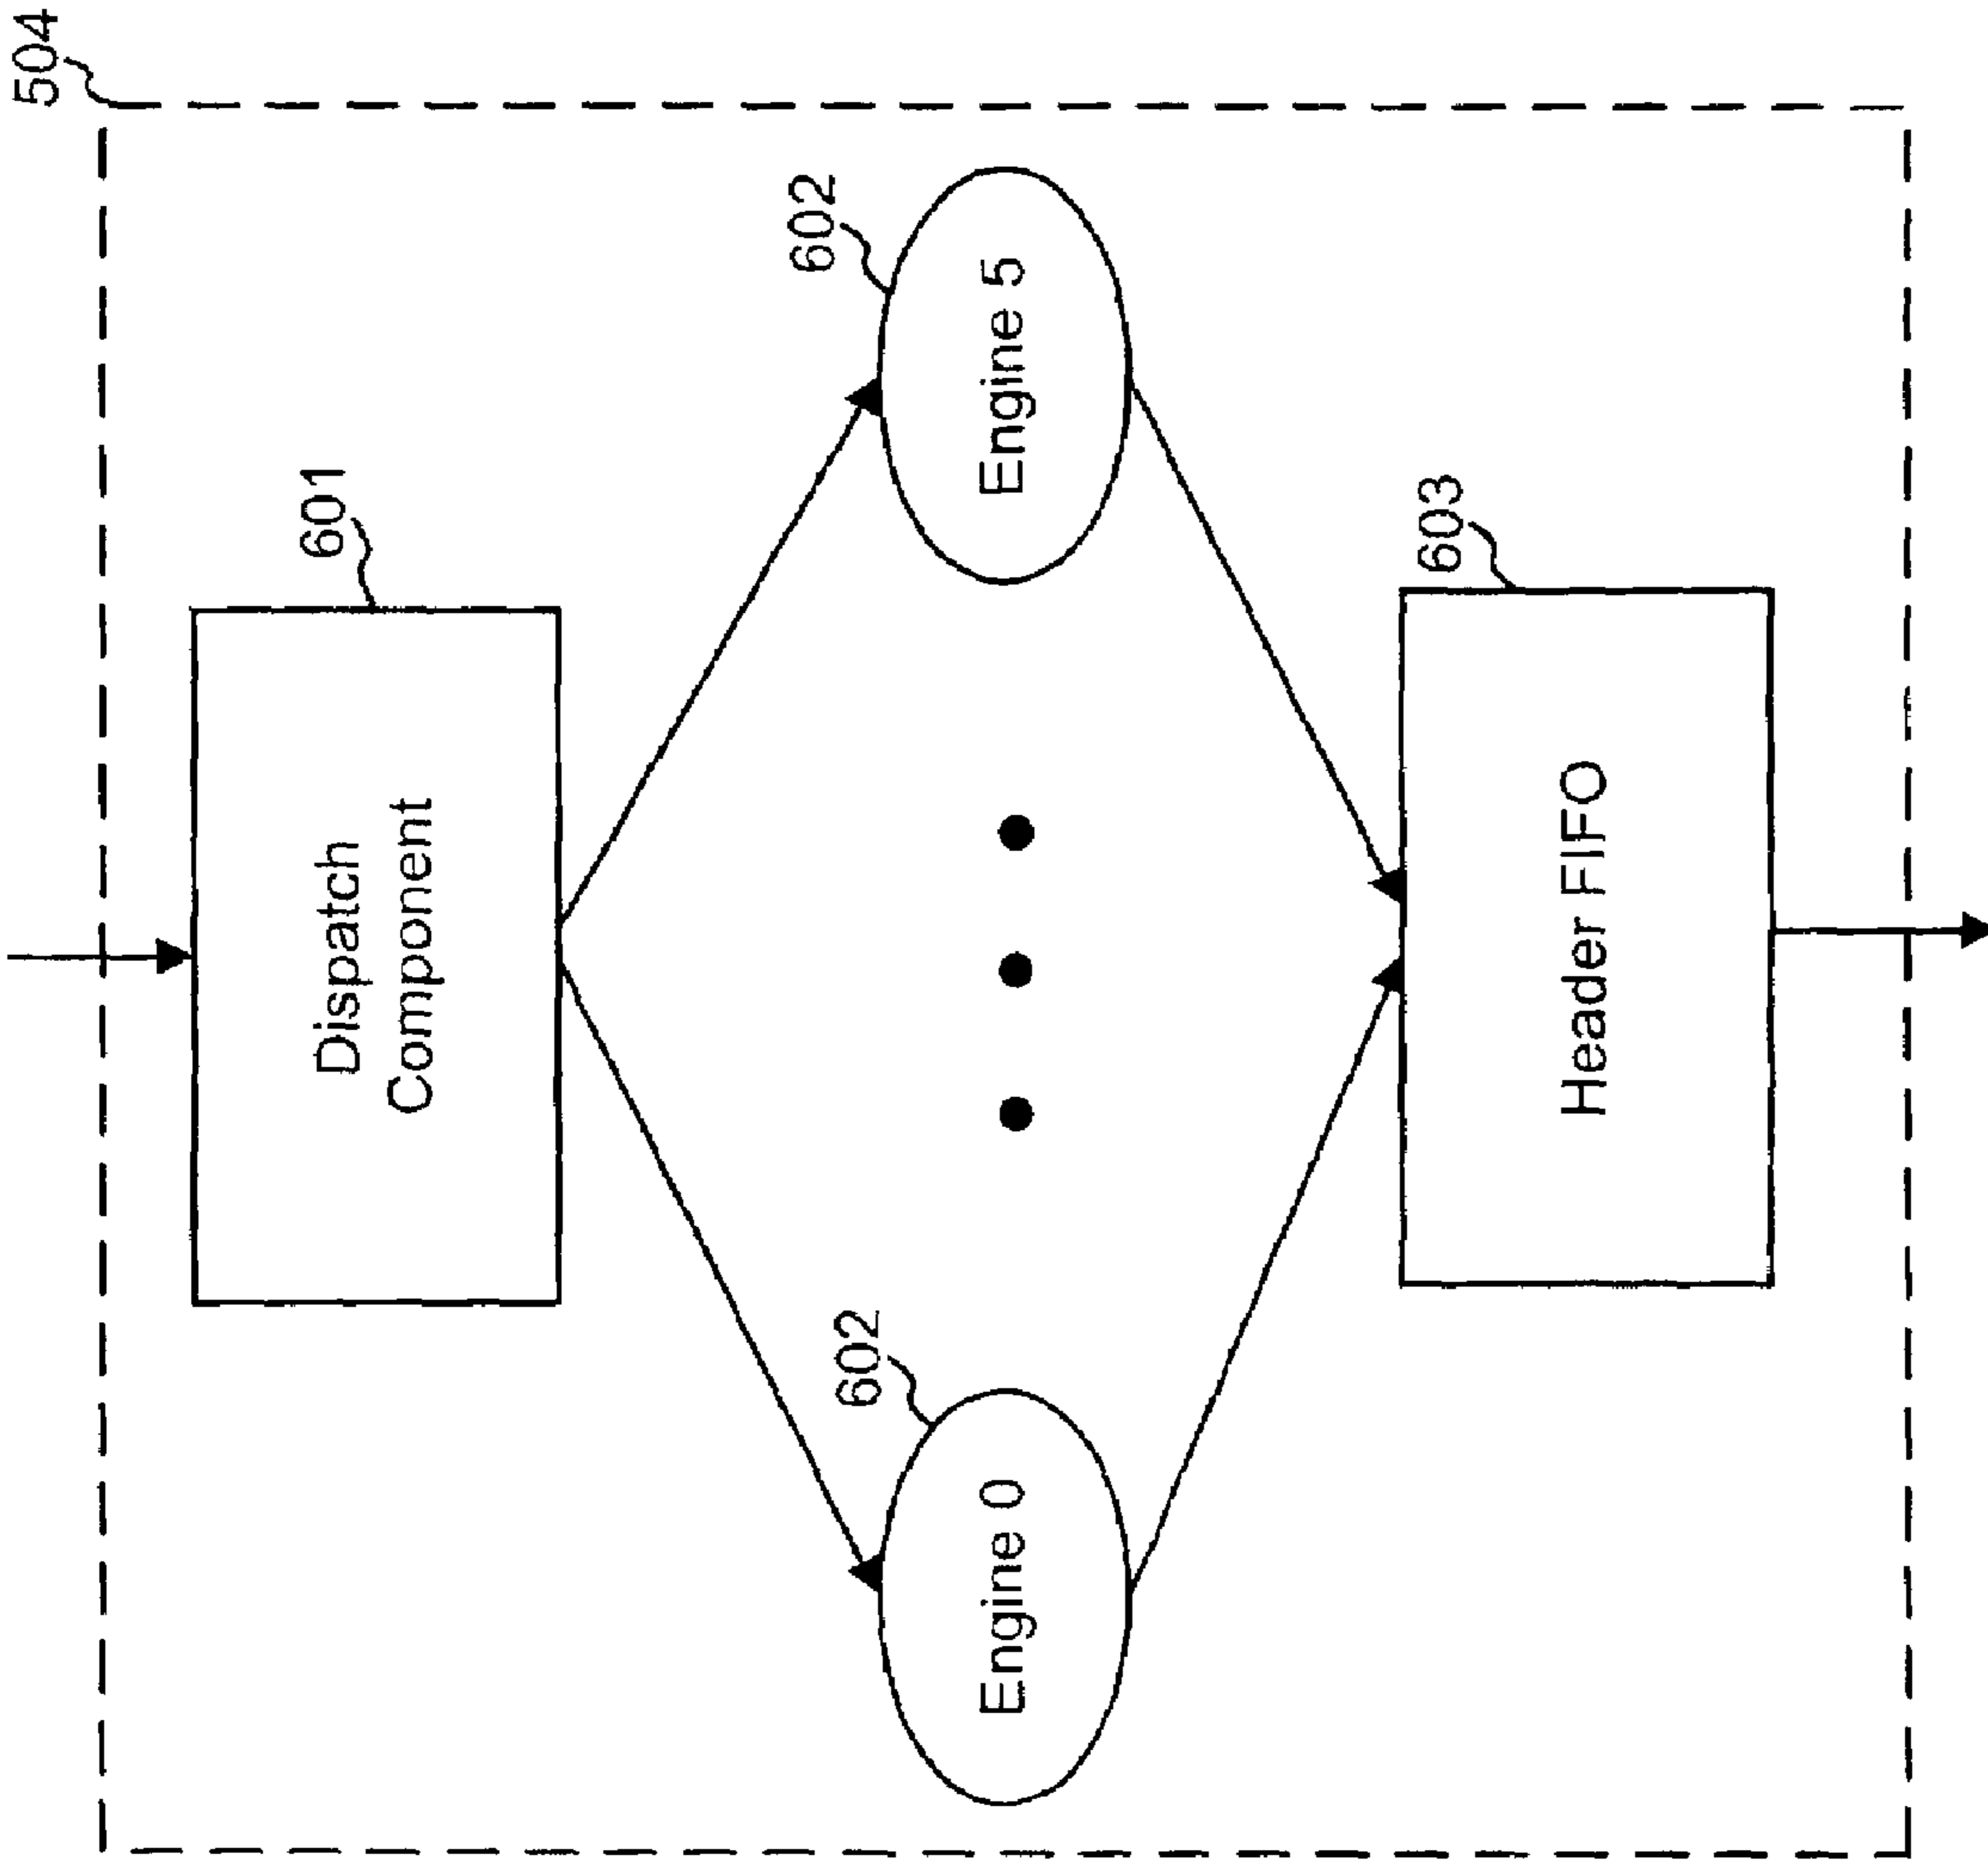 504
601
Dispatch
Component
602
Engine 0
602
Engine 5
603
Header FIFO